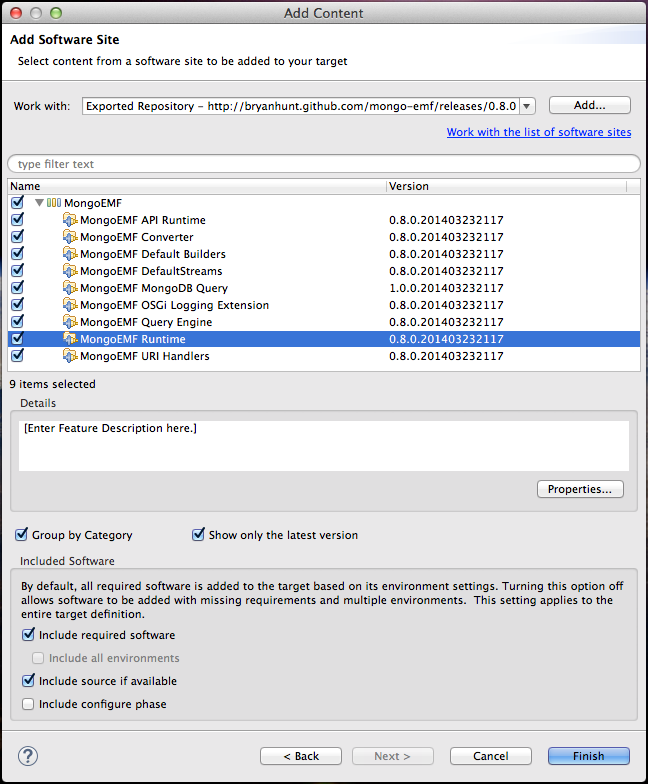 Add Content
Add Software Site
Select content from a software site to be added to your target
Work with: Exported Repository – http://bryanhunt.github.com/mongo-emf/releases/0.8.0 Add...
Work with the list of software sites
type filter text
Name Version
MongoEMF
MongoEMF API Runtime 0.8.0.201403232117
MongoEMF Converter 0.8.0.201403232117
MongoEMF Default Builders 0.8.0.201403232117
MongoEMF DefaultStreams 0.8.0.201403232117
MongoEMF MongoDB Query 1.0.0.201403232117
MongoEMF OSGi Logging Extension 0.8.0.201403232117
MongoEMF Query Engine 0.8.0.201403232117
MongoEMF Runtime 0.8.0.201403232117
MongoEMF URI Handlers 0.8.0.201403232117
9 items selected
Details
[Enter Feature Description here.]
Properties...
Group by Category Show only the latest version
Included Software
By default, all required software is added to the target based on its environment settings. Turning this option off
allows software to be added with missing requirements and multiple environments.  This setting applies to the
entire target definition.
Include required software
Include all environments
Include source if available
Include configure phase
? < Back Next > Cancel Finish